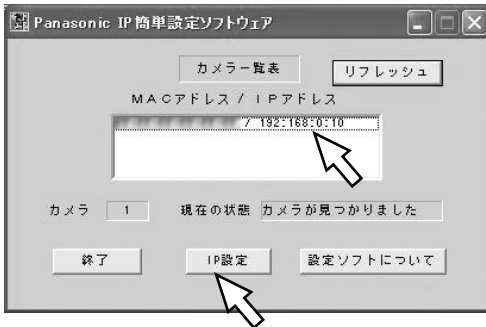 Panasonic IP簡単設定ソフトウェア
カメラ一覧表
リフレッシュ
MACアドレス / IPアドレス
/ 192:168:0:10
カメラ 1 現在の状態 カメラが見つかりました
終了 IP設定 設定ソフトについて